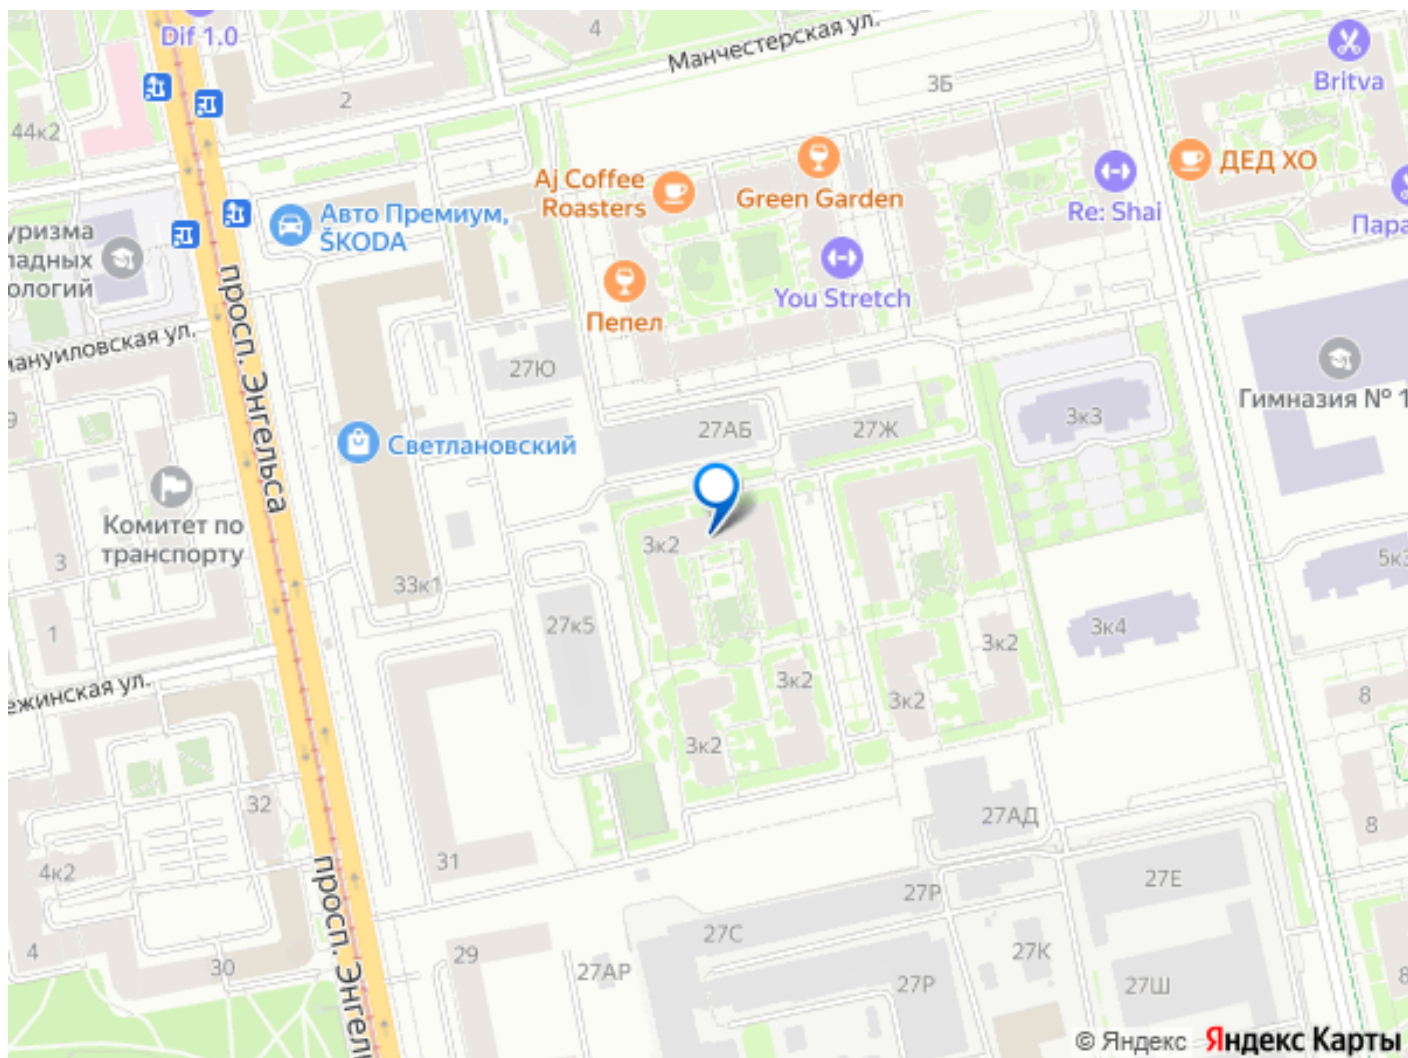 Dif 1.0
4
Манчестерская ул.
3Б
Britva
2
44к2
Aj Coffee
Roasters
Green Garden
ДЕД ХО
Re: Shai
Пара
Авто Премиум,
ŠKODA
уризма
ладных
ологий
You Stretch
Пепел
просп. Энгельса
мануиловская ул.
27Ю
Гимназия № 1
9
3к3
27АБ
27Ж
Светлановский
Комитет по
транспорту
3к2
3
33к1
5к3
27к5
3к4
1
3к2
3к2
ежинская ул.
3к2
8
3к2
32
27АД
8
31
4к2
просп. Энгель
27Е
27Р
27С
29
27К
4
30
27АР
27Р
27Ш
8
© Яндекс Яндекс Карты